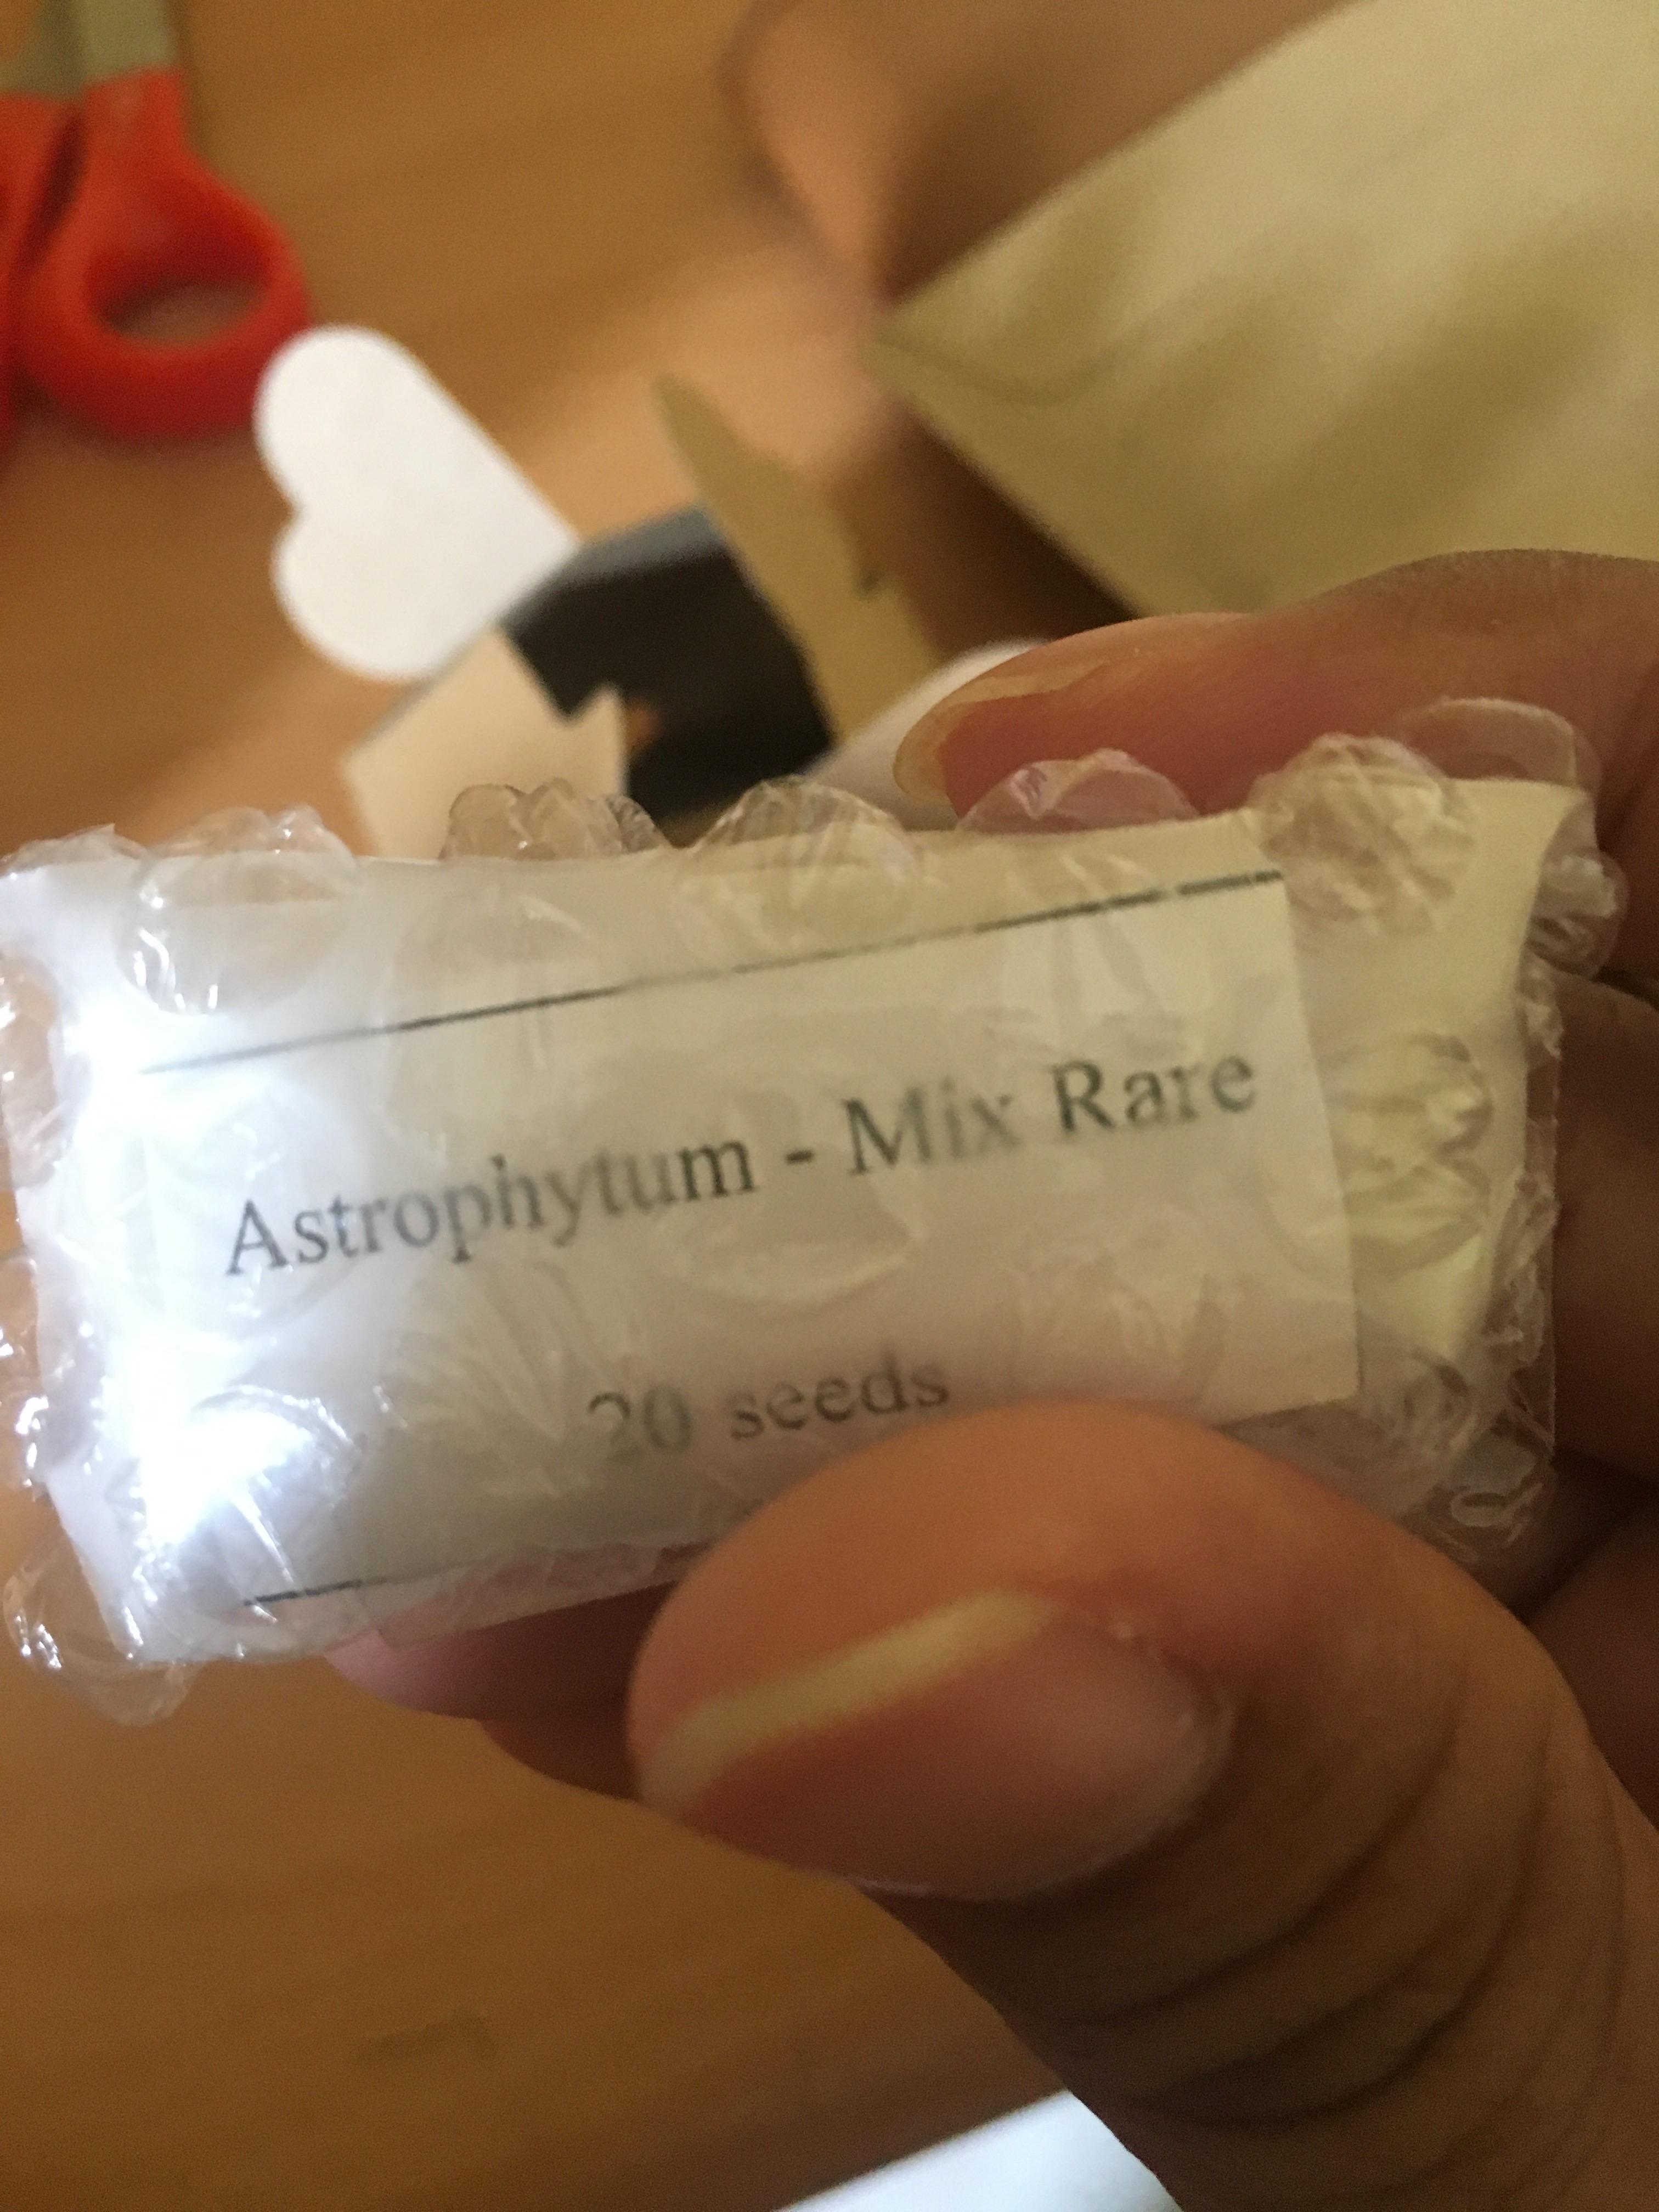 Astrophytum - Mix Rare
20 seeds